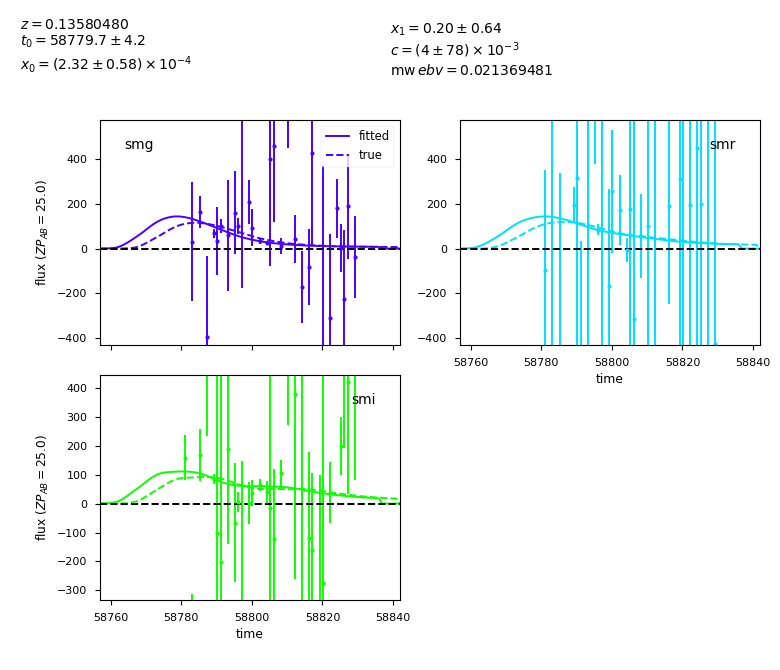 z = 0.13580480
t₀ = 58779.7 ± 4.2
x₀ = (2.32 ± 0.58) × 10⁻⁴
x₁ = 0.20 ± 0.64
c = (4 ± 78) × 10⁻³
mw ebv = 0.021369481
smg
fitted
true
400
200
0
−200
−400
flux (ZP_AB = 25.0)
smr
400
200
0
−200
−400
58760 58780 58800 58820 58840
time
smi
400
300
200
100
0
−100
−200
−300
flux (ZP_AB = 25.0)
58760 58780 58800 58820 58840
time